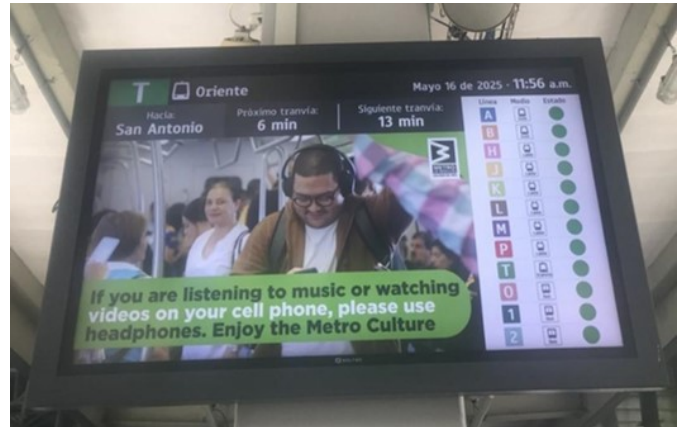 T Oriente
Mayo 16 de 2025 - 11:56 a.m.
Hacia:
San Antonio
Próximo tranvía:
6 min
Siguiente tranvía:
13 min
Línea Medio Estado
A
B
H
J
K
L
M
P
T
O
1
2
If you are listening to music or watching
videos on your cell phone, please use
headphones. Enjoy the Metro Culture